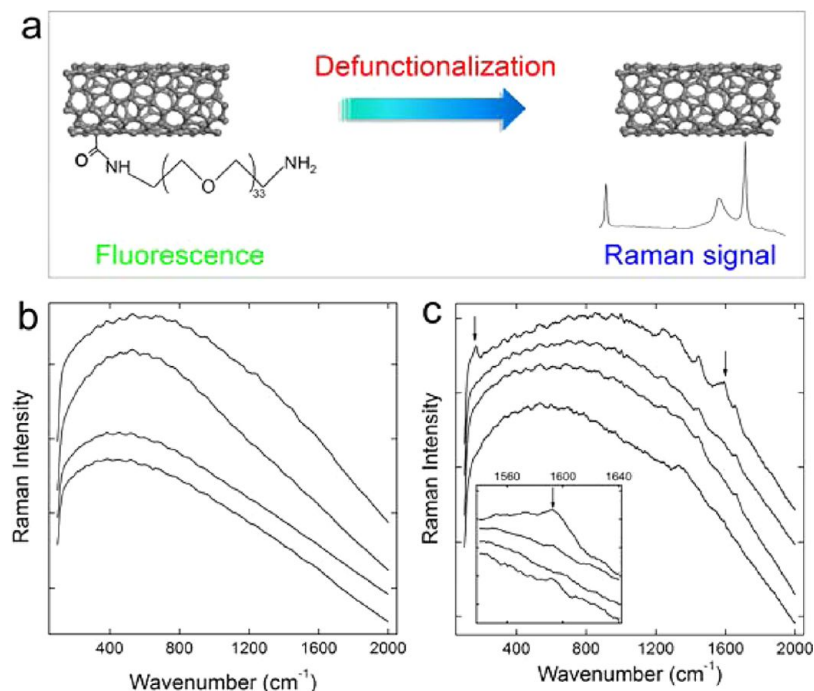 a
Defunctionalization
O
NH
O
33
NH2
Fluorescence
Raman signal
b
Raman Intensity
400 800 1200 1600 2000
Wavenumber (cm-1)
c
Raman Intensity
1560 1600 1640
400 800 1200 1600 2000
Wavenumber (cm-1)